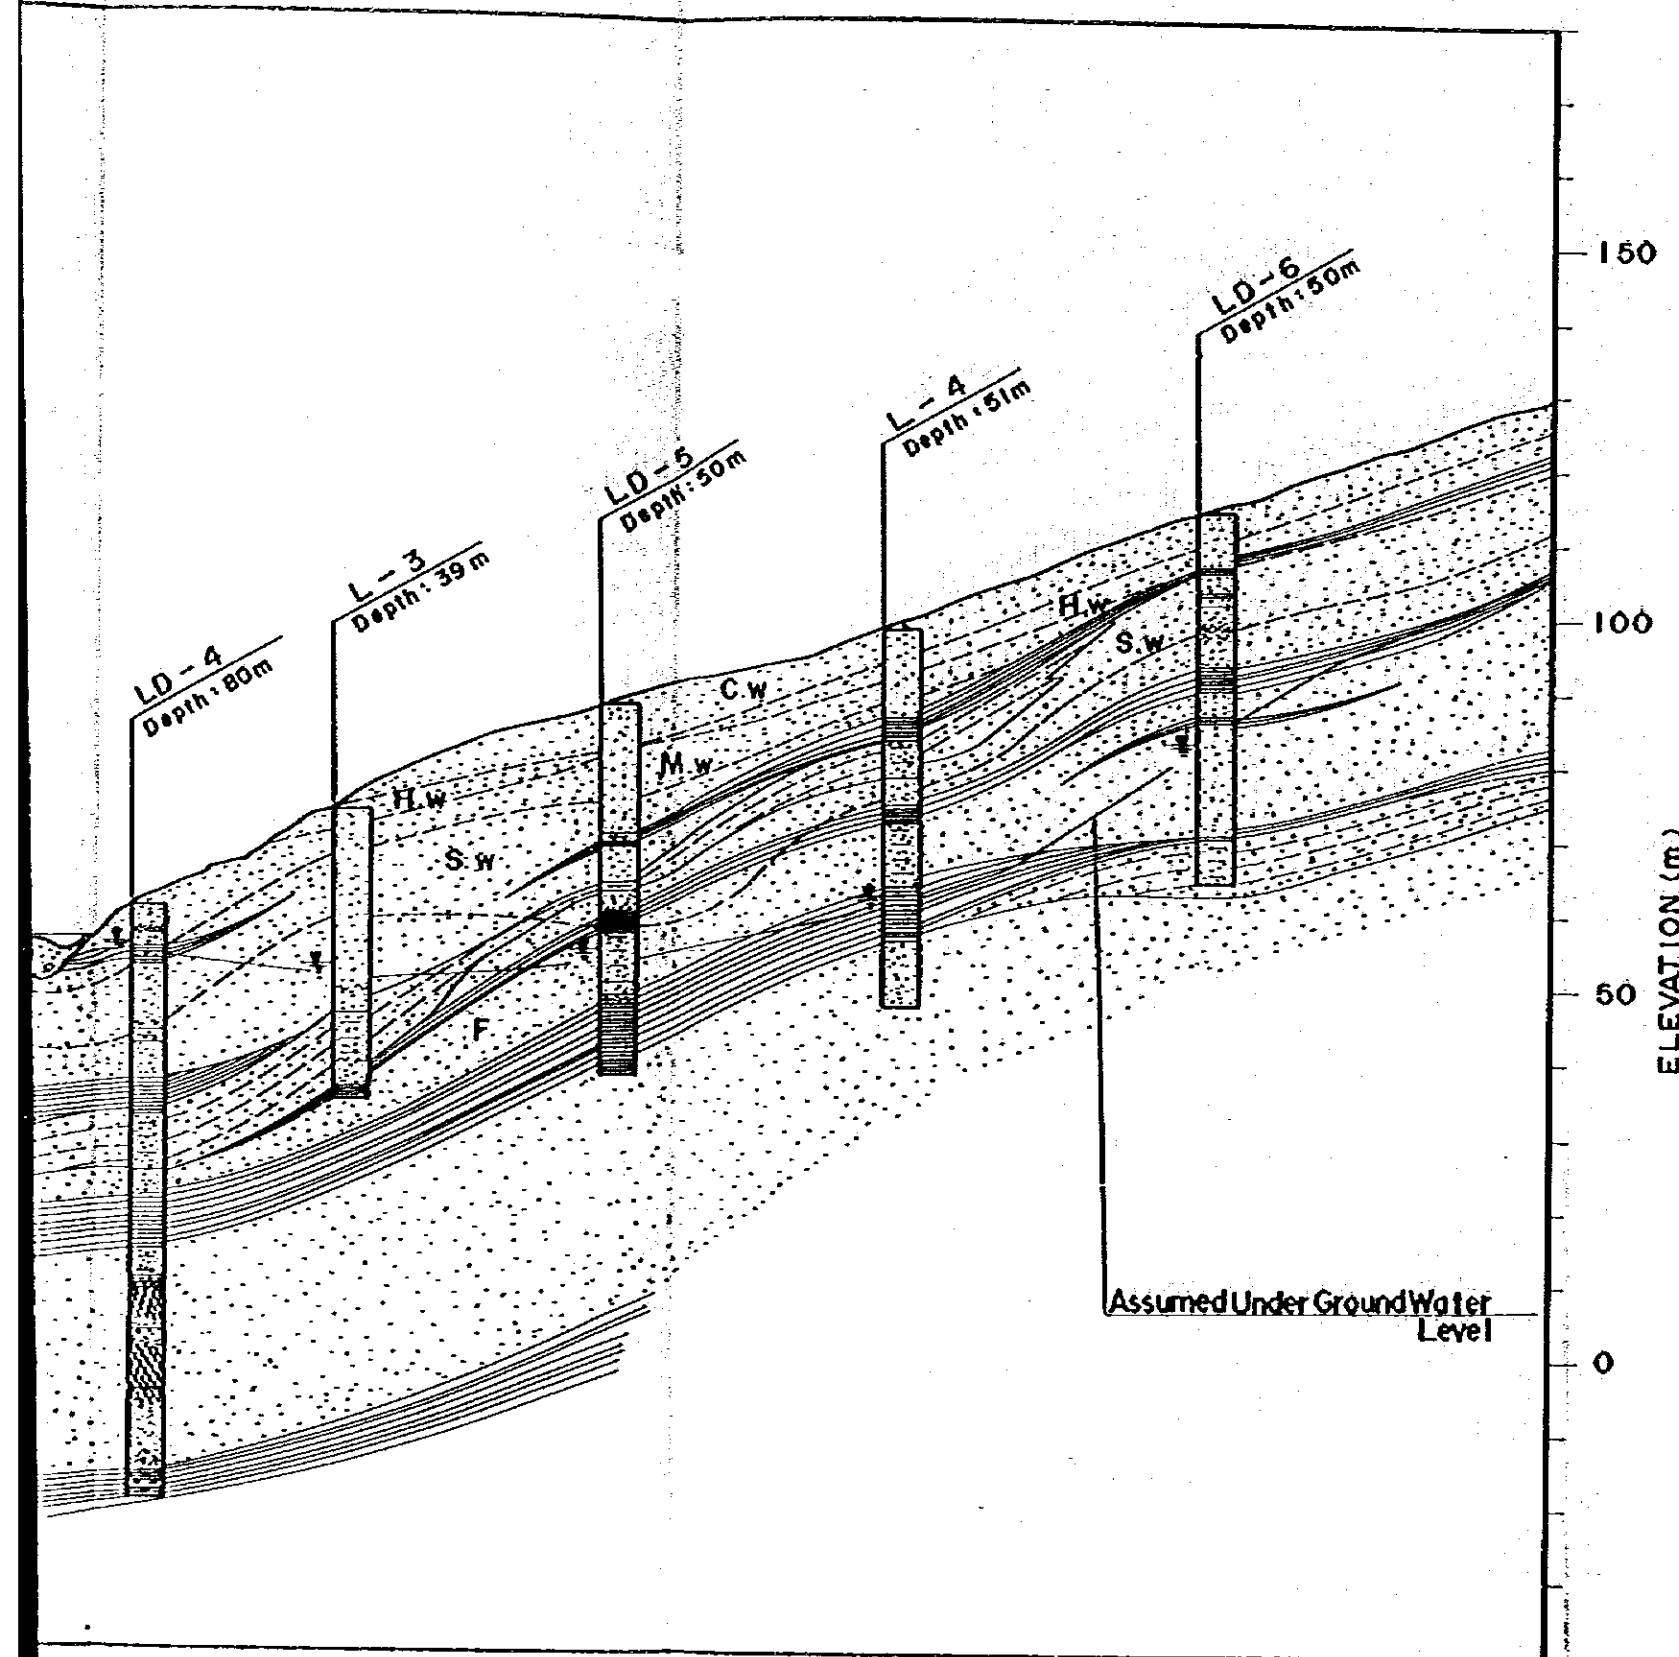 LD-6
Depth: 50m
150
L-4
Depth: 51m
LD-5
Depth: 50m
L-3
Depth: 39m
LD-4
Depth: 80m
H.w
S.w
100
C.w
M.w
H.w
S.w
F
50
ELEVATION (m)
Assumed Under Ground Water
Level
0